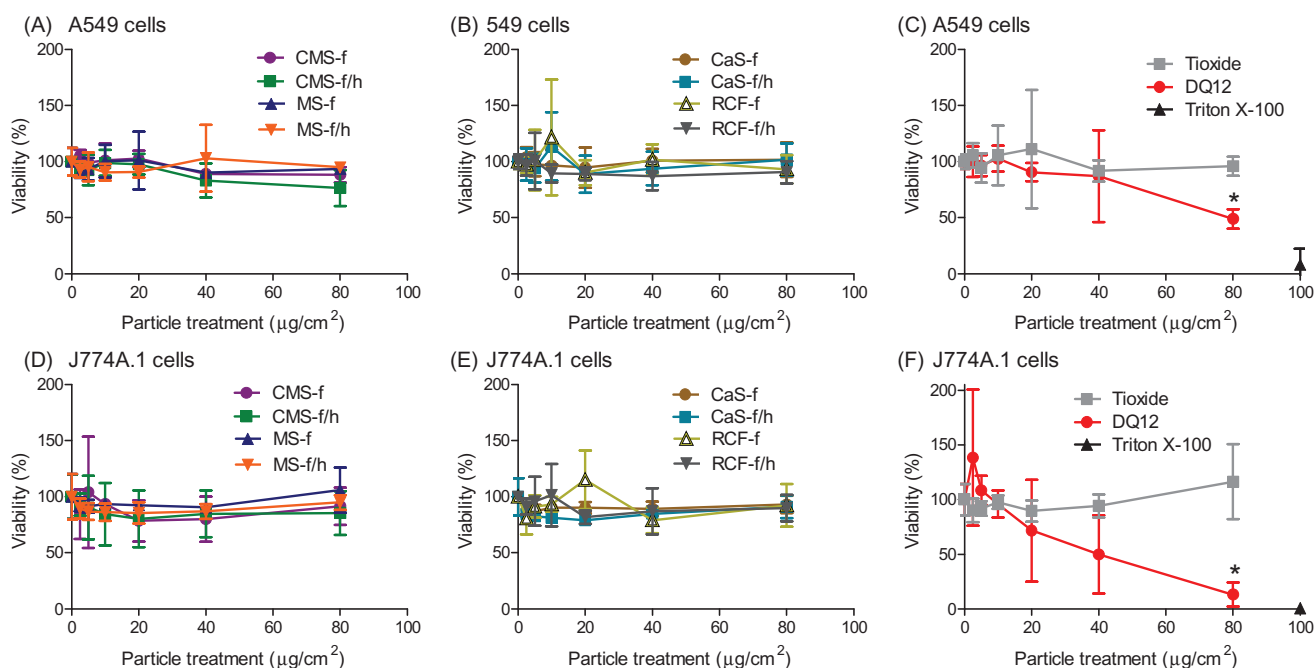 (A) A549 cells
200
150
100
50
0
Viability (%)
CMS-f
CMS-f/h
MS-f
MS-f/h
0 20 40 60 80 100
Particle treatment (μg/cm²)
(B) 549 cells
200
150
100
50
0
Viability (%)
CaS-f
CaS-f/h
RCF-f
RCF-f/h
0 20 40 60 80 100
Particle treatment (μg/cm²)
(C) A549 cells
200
150
100
50
0
Viability (%)
Tioxide
DQ12
Triton X-100
*
0 20 40 60 80 100
Particle treatment (μg/cm²)
(D) J774A.1 cells
200
150
100
50
0
Viability (%)
CMS-f
CMS-f/h
MS-f
MS-f/h
0 20 40 60 80 100
Particle treatment (μg/cm²)
(E) J774A.1 cells
200
150
100
50
0
Viability (%)
CaS-f
CaS-f/h
RCF-f
RCF-f/h
0 20 40 60 80 100
Particle treatment (μg/cm²)
(F) J774A.1 cells
200
150
100
50
0
Viability (%)
Tioxide
DQ12
Triton X-100
*
0 20 40 60 80 100
Particle treatment (μg/cm²)